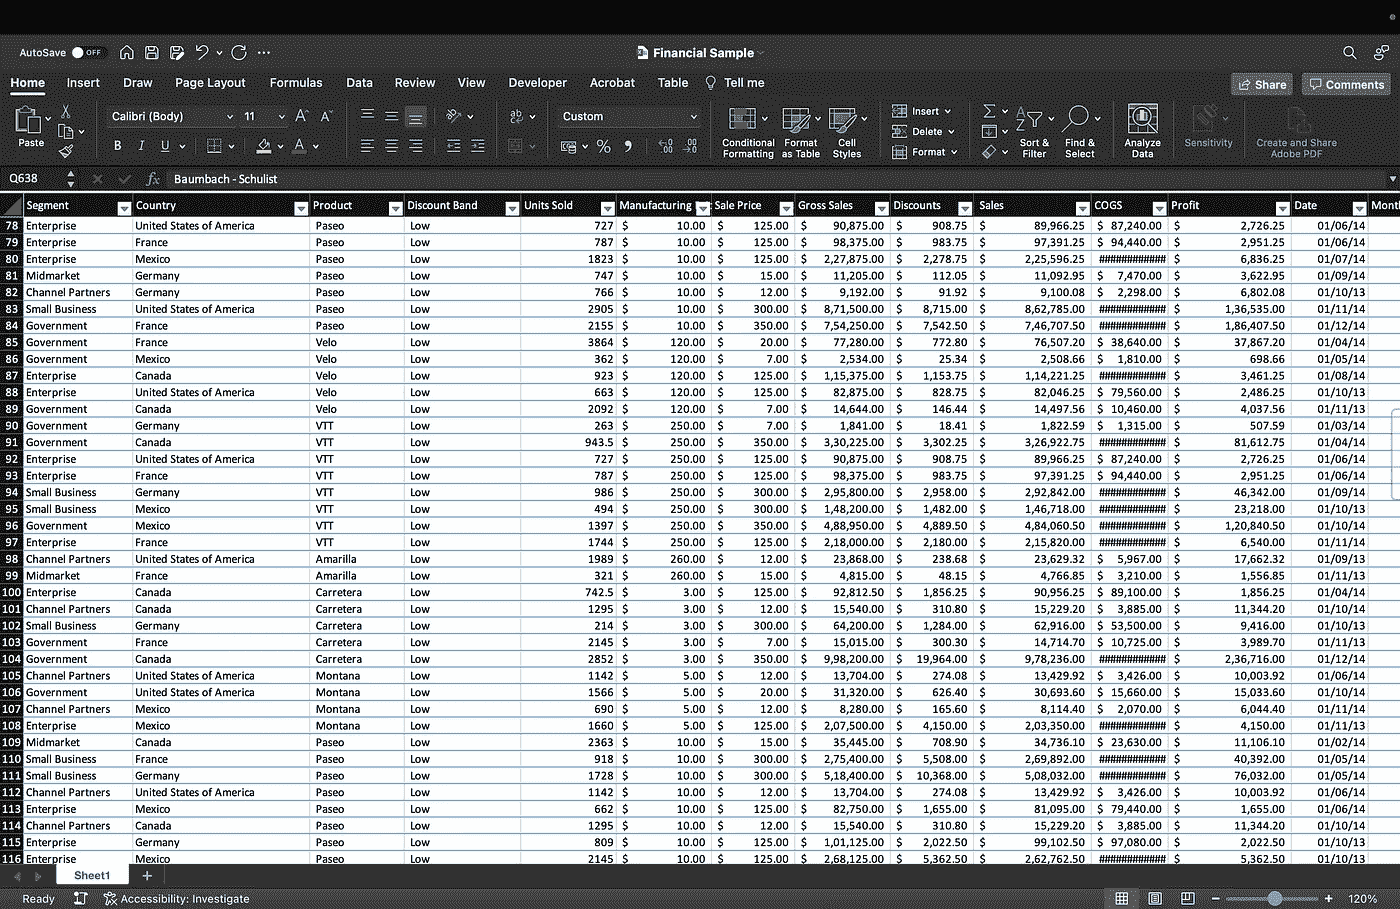 AutoSave OFF Financial Sample
Home Insert Draw Page Layout Formulas Data Review View Developer Acrobat Table Tell me Share Comments
Calibri (Body) 11 Custom Insert
Paste Conditional Formatting Format as Table Cell Styles Delete Sort & Filter Find & Select Analyze Data Sensitivity Create and Share Adobe PDF
Format
Q638 fx Baumbach - Schulist
Segment Country Product Discount Band Units Sold Manufacturing Sale Price Gross Sales Discounts Sales COGS Profit Date Month
78 Enterprise United States of America Paseo Low 727 $ 10.00 $ 125.00 $ 90,875.00 $ 908.75 $ 89,966.25 $ 87,240.00 $ 2,726.25 01/06/14
79 Enterprise France Paseo Low 787 $ 10.00 $ 125.00 $ 98,375.00 $ 983.75 $ 97,391.25 $ 94,440.00 $ 2,951.25 01/06/14
80 Enterprise Mexico Paseo Low 1823 $ 10.00 $ 125.00 $ 2,27,875.00 $ 2,278.75 $ 2,25,596.25 ############ $ 6,836.25 01/07/14
81 Midmarket Germany Paseo Low 747 $ 10.00 $ 15.00 $ 11,205.00 $ 112.05 $ 11,092.95 $ 7,470.00 $ 3,622.95 01/09/14
82 Channel Partners Germany Paseo Low 766 $ 10.00 $ 12.00 $ 9,192.00 $ 91.92 $ 9,100.08 $ 2,298.00 $ 6,802.08 01/10/13
83 Small Business United States of America Paseo Low 2905 $ 10.00 $ 300.00 $ 8,71,500.00 $ 8,715.00 $ 8,62,785.00 ############ $ 1,36,535.00 01/11/14
84 Government France Paseo Low 2155 $ 10.00 $ 350.00 $ 7,54,250.00 $ 7,542.50 $ 7,46,707.50 ############ $ 1,86,407.50 01/12/14
85 Government France Velo Low 3864 $ 120.00 $ 20.00 $ 77,280.00 $ 772.80 $ 76,507.20 $ 38,640.00 $ 37,867.20 01/04/14
86 Government Mexico Velo Low 362 $ 120.00 $ 7.00 $ 2,534.00 $ 25.34 $ 2,508.66 $ 1,810.00 $ 698.66 01/05/14
87 Enterprise Canada Velo Low 923 $ 120.00 $ 125.00 $ 1,15,375.00 $ 1,153.75 $ 1,14,221.25 ############ $ 3,461.25 01/08/14
88 Enterprise United States of America Velo Low 663 $ 120.00 $ 125.00 $ 82,875.00 $ 828.75 $ 82,046.25 $ 79,560.00 $ 2,486.25 01/10/13
89 Government Canada Velo Low 2092 $ 120.00 $ 7.00 $ 14,644.00 $ 146.44 $ 14,497.56 $ 10,460.00 $ 4,037.56 01/11/13
90 Government Germany VTT Low 263 $ 250.00 $ 7.00 $ 1,841.00 $ 18.41 $ 1,822.59 $ 1,315.00 $ 507.59 01/03/14
91 Government Canada VTT Low 943.5 $ 250.00 $ 350.00 $ 3,30,225.00 $ 3,302.25 $ 3,26,922.75 ############ $ 81,612.75 01/04/14
92 Enterprise United States of America VTT Low 727 $ 250.00 $ 125.00 $ 90,875.00 $ 908.75 $ 89,966.25 $ 87,240.00 $ 2,726.25 01/06/14
93 Enterprise France VTT Low 787 $ 250.00 $ 125.00 $ 98,375.00 $ 983.75 $ 97,391.25 $ 94,440.00 $ 2,951.25 01/06/14
94 Small Business Germany VTT Low 986 $ 250.00 $ 300.00 $ 2,95,800.00 $ 2,958.00 $ 2,92,842.00 ############ $ 46,342.00 01/09/14
95 Small Business Mexico VTT Low 494 $ 250.00 $ 300.00 $ 1,48,200.00 $ 1,482.00 $ 1,46,718.00 ############ $ 23,218.00 01/10/13
96 Government Mexico VTT Low 1397 $ 250.00 $ 350.00 $ 4,88,950.00 $ 4,889.50 $ 4,84,060.50 ############ $ 1,20,840.50 01/10/14
97 Enterprise France VTT Low 1744 $ 250.00 $ 125.00 $ 2,18,000.00 $ 2,180.00 $ 2,15,820.00 ############ $ 6,540.00 01/11/14
98 Channel Partners United States of America Amarilla Low 1989 $ 260.00 $ 12.00 $ 23,868.00 $ 238.68 $ 23,629.32 $ 5,967.00 $ 17,662.32 01/09/13
99 Midmarket France Amarilla Low 321 $ 260.00 $ 15.00 $ 4,815.00 $ 48.15 $ 4,766.85 $ 3,210.00 $ 1,556.85 01/11/13
100 Enterprise Canada Carretera Low 742.5 $ 3.00 $ 125.00 $ 92,812.50 $ 1,856.25 $ 90,956.25 $ 89,100.00 $ 1,856.25 01/04/14
101 Channel Partners Canada Carretera Low 1295 $ 3.00 $ 12.00 $ 15,540.00 $ 310.80 $ 15,229.20 $ 3,885.00 $ 11,344.20 01/10/14
102 Small Business Germany Carretera Low 214 $ 3.00 $ 300.00 $ 64,200.00 $ 1,284.00 $ 62,916.00 $ 53,500.00 $ 9,416.00 01/10/13
103 Government France Carretera Low 2145 $ 3.00 $ 7.00 $ 15,015.00 $ 300.30 $ 14,714.70 $ 10,725.00 $ 3,989.70 01/11/13
104 Government Canada Carretera Low 2852 $ 3.00 $ 350.00 $ 9,98,200.00 $ 19,964.00 $ 9,78,236.00 ############ $ 2,36,716.00 01/12/14
105 Channel Partners United States of America Montana Low 1142 $ 5.00 $ 12.00 $ 13,704.00 $ 274.08 $ 13,429.92 $ 3,426.00 $ 10,003.92 01/06/14
106 Government United States of America Montana Low 1566 $ 5.00 $ 20.00 $ 31,320.00 $ 626.40 $ 30,693.60 $ 15,660.00 $ 15,033.60 01/10/14
107 Channel Partners Mexico Montana Low 690 $ 5.00 $ 12.00 $ 8,280.00 $ 165.60 $ 8,114.40 $ 2,070.00 $ 6,044.40 01/11/14
108 Enterprise Mexico Montana Low 1660 $ 5.00 $ 125.00 $ 2,07,500.00 $ 4,150.00 $ 2,03,350.00 ############ $ 4,150.00 01/11/13
109 Midmarket Canada Paseo Low 2363 $ 10.00 $ 15.00 $ 35,445.00 $ 708.90 $ 34,736.10 $ 23,630.00 $ 11,106.10 01/02/14
110 Small Business France Paseo Low 918 $ 10.00 $ 300.00 $ 2,75,400.00 $ 5,508.00 $ 2,69,892.00 ############ $ 40,392.00 01/05/14
111 Small Business Germany Paseo Low 1728 $ 10.00 $ 300.00 $ 5,18,400.00 $ 10,368.00 $ 5,08,032.00 ############ $ 76,032.00 01/05/14
112 Channel Partners United States of America Paseo Low 1142 $ 10.00 $ 12.00 $ 13,704.00 $ 274.08 $ 13,429.92 $ 3,426.00 $ 10,003.92 01/06/14
113 Enterprise Mexico Paseo Low 662 $ 10.00 $ 125.00 $ 82,750.00 $ 1,655.00 $ 81,095.00 $ 79,440.00 $ 1,655.00 01/06/14
114 Channel Partners Canada Paseo Low 1295 $ 10.00 $ 12.00 $ 15,540.00 $ 310.80 $ 15,229.20 $ 3,885.00 $ 11,344.20 01/10/14
115 Enterprise Germany Paseo Low 809 $ 10.00 $ 125.00 $ 1,01,125.00 $ 2,022.50 $ 99,102.50 $ 97,080.00 $ 2,022.50 01/10/13
116 Enterprise Mexico Paseo Low 2145 $ 10.00 $ 125.00 $ 2,68,125.00 $ 5,362.50 $ 2,62,762.50 ############ $ 5,362.50 01/10/13
Sheet1 +
Ready Accessibility: Investigate 120%